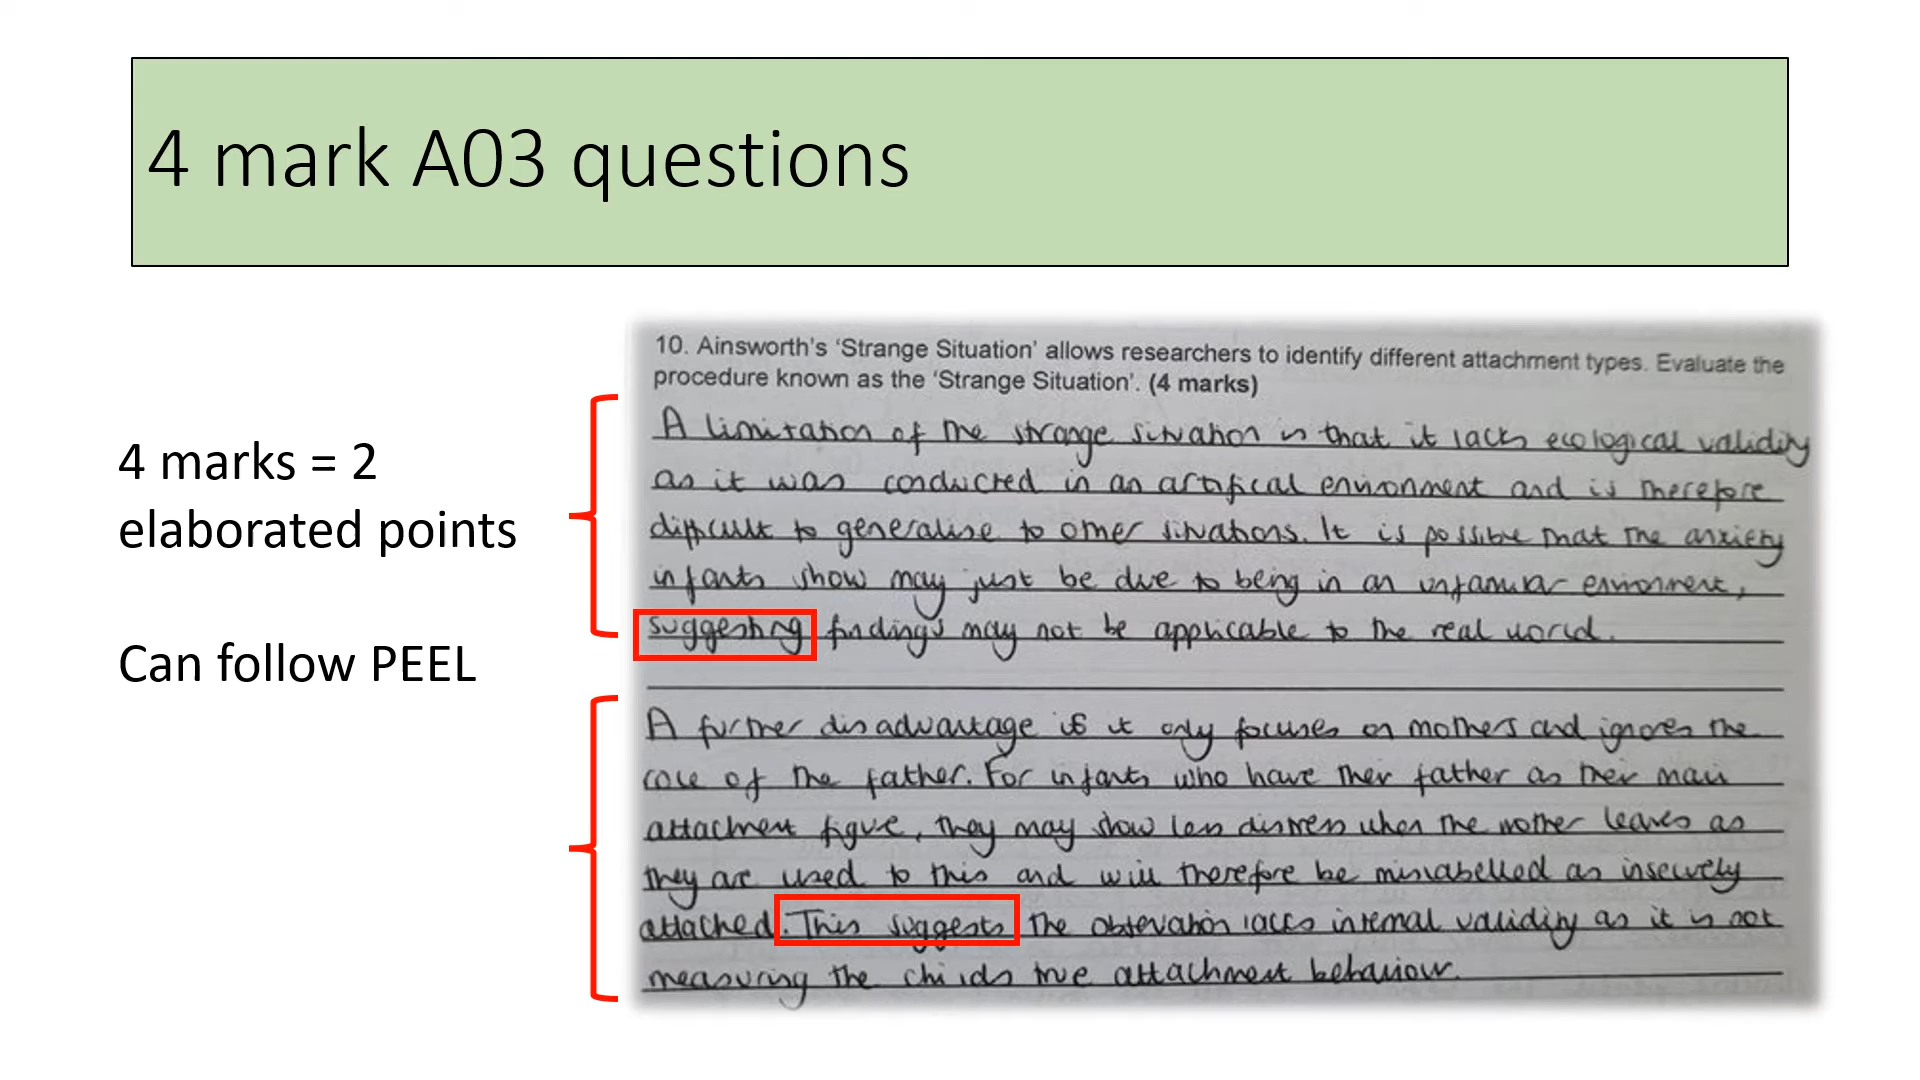 4 mark A03 questions
4 marks = 2
elaborated points
Can follow PEEL
10. Ainsworth's 'Strange Situation' allows researchers to identify different attachment types. Evaluate the
procedure known as the 'Strange Situation'. (4 marks)
A limitation of the strange situation is that it lacks ecological validity
as it was conducted in an artifical environment and is therefore
difficult to generalise to other situations. It is possible that the anxiety
infants show may just be due to being in an unfamiliar environment,
suggesting findings may not be applicable to the real world.
A further disadvantage is it only focuses on mothers and ignores the
role of the father. For infants who have their father as their main
attachment figure, they may show less distress when the mother leaves as
they are used to this and will therefore be mislabelled as insecurely
attached. This suggests the observation lacks internal validity as it is not
measuring the childs true attachment behaviour.